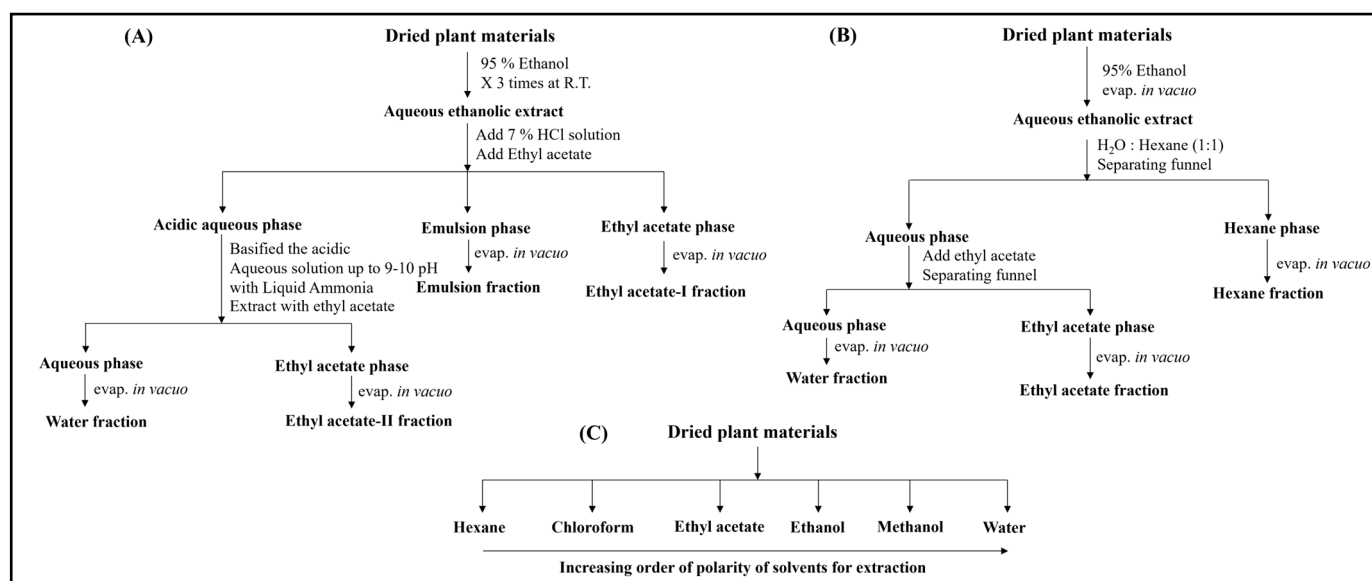 (A)
Dried plant materials
95 % Ethanol
X 3 times at R.T.
Aqueous ethanolic extract
Add 7 % HCl solution
Add Ethyl acetate
Acidic aqueous phase
Emulsion phase
Ethyl acetate phase
Basified the acidic
Aqueous solution up to 9-10 pH
with Liquid Ammonia
Extract with ethyl acetate
evap. in vacuo
Emulsion fraction
evap. in vacuo
Ethyl acetate-I fraction
Aqueous phase
evap. in vacuo
Water fraction
Ethyl acetate phase
evap. in vacuo
Ethyl acetate-II fraction
(B)
Dried plant materials
95% Ethanol
evap. in vacuo
Aqueous ethanolic extract
H₂O : Hexane (1:1)
Separating funnel
Aqueous phase
Add ethyl acetate
Separating funnel
Hexane phase
evap. in vacuo
Hexane fraction
Aqueous phase
evap. in vacuo
Water fraction
Ethyl acetate phase
evap. in vacuo
Ethyl acetate fraction
(C)
Dried plant materials
Hexane Chloroform Ethyl acetate Ethanol Methanol Water
Increasing order of polarity of solvents for extraction